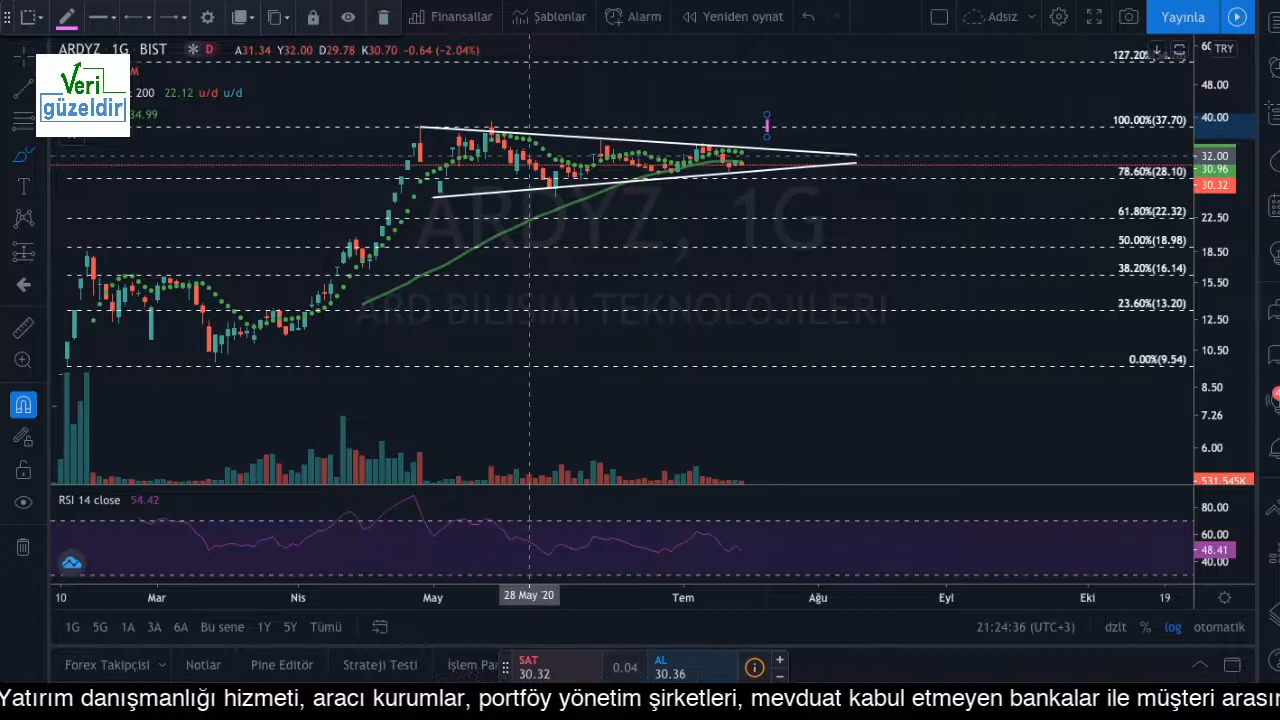 Finansallar Şablonlar Alarm Yeniden oynat Adsız Yayınla
ARDYZ 1G BIST D A31.34 Y32.00 D29.78 K30.70 -0.64 (-2.04%)
TRY
Veri
güzeldir!
M
200 22.12 u/d u/d
34.99
127.20%
48.00
40.00
100.00%(37.70)
32.00
30.96
30.32
78.60%(28.10)
61.80%(22.32)
22.50
50.00%(18.98)
18.50
38.20%(16.14)
15.50
23.60%(13.20)
12.50
10.50
0.00%(9.54)
8.50
7.26
6.00
531.545K
ARDYZ, 1G
ARD BILISIM TEKNOLOJILERI
RSI 14 close 54.42
80.00
60.00
48.41
40.00
10 Mar Nis May 28 May '20 Tem Ağu Eyl Eki 19
1G 5G 1A 3A 6A Bu sene 1Y 5Y Tümü 21:24:36 (UTC+3) dzlt % log otomatik
Forex Takipçisi Notlar Pine Editör Strateji Testi İşlem Pa
SAT
30.32
0.04
AL
30.36
Yatırım danışmanlığı hizmeti, aracı kurumlar, portföy yönetim şirketleri, mevduat kabul etmeyen bankalar ile müşteri arasın